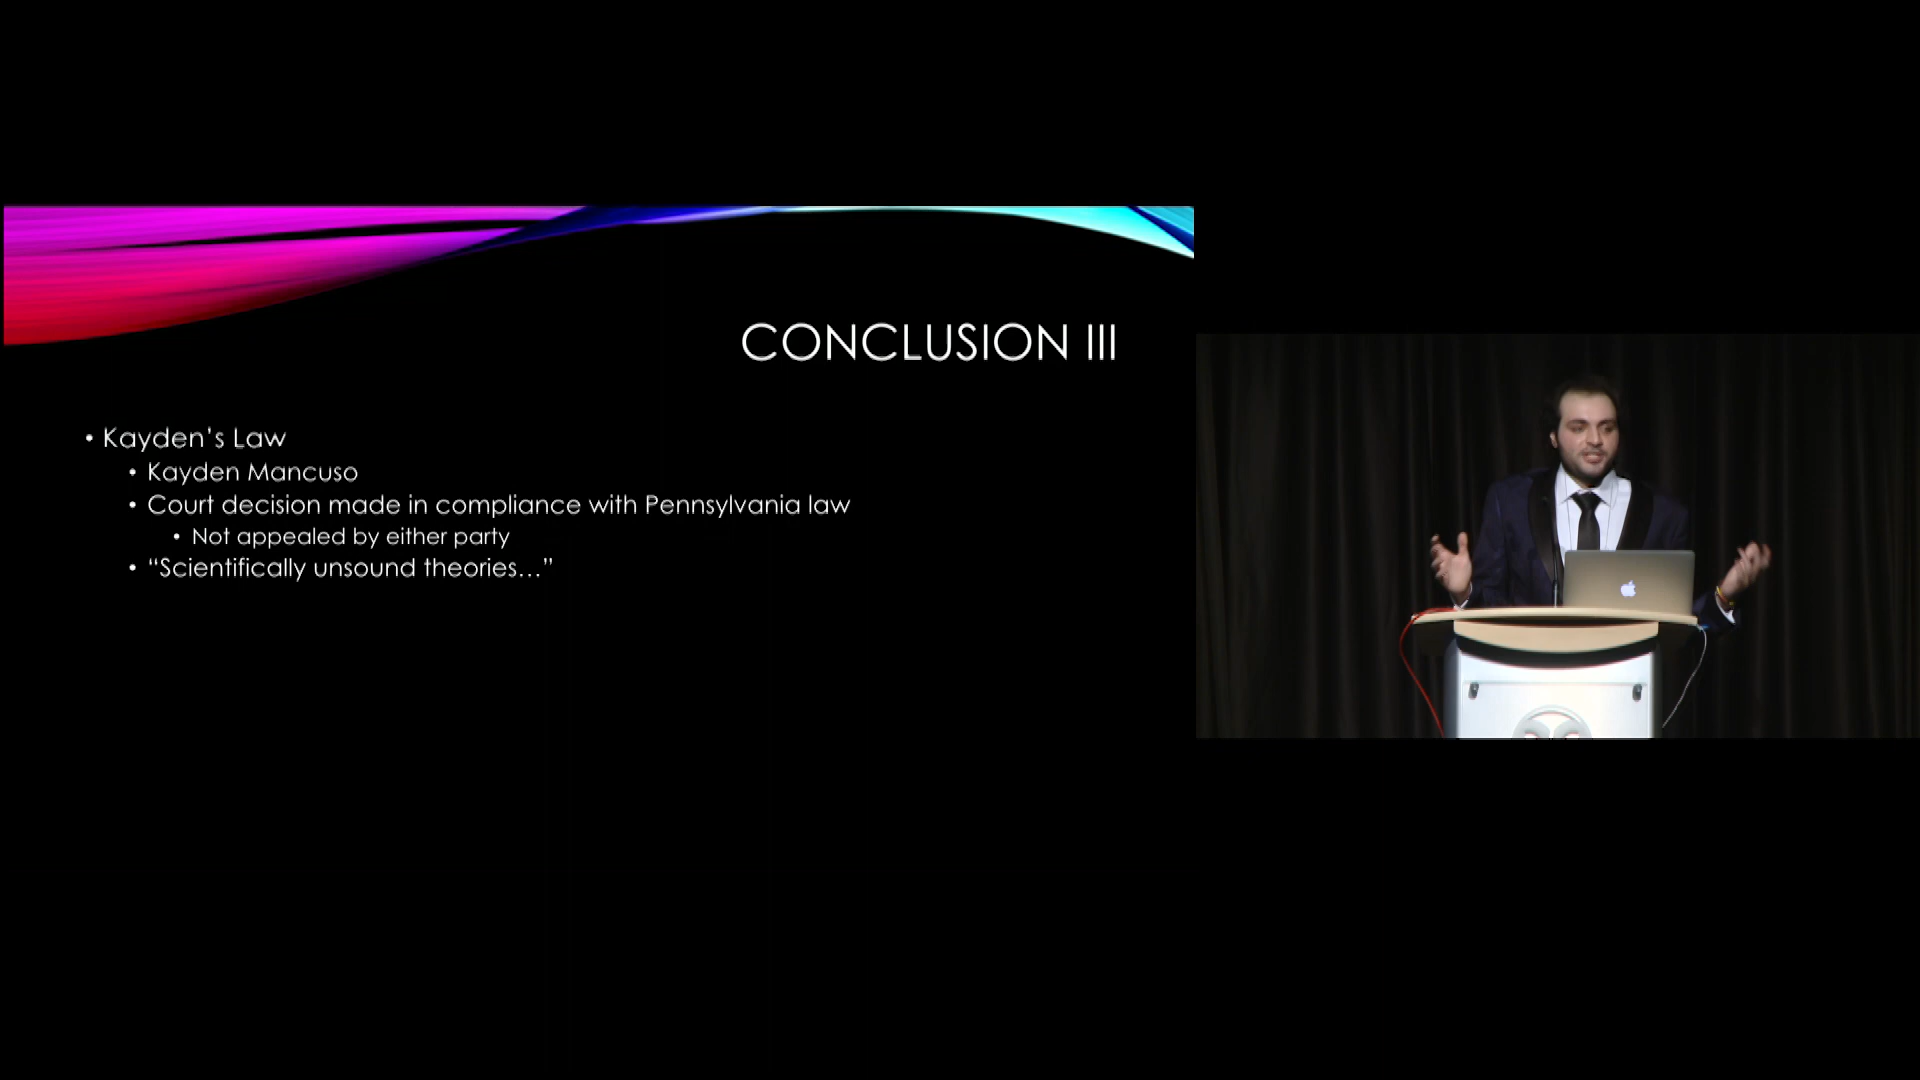 CONCLUSION III
• Kayden’s Law
• Kayden Mancuso
• Court decision made in compliance with Pennsylvania law
• Not appealed by either party
• “Scientifically unsound theories…”